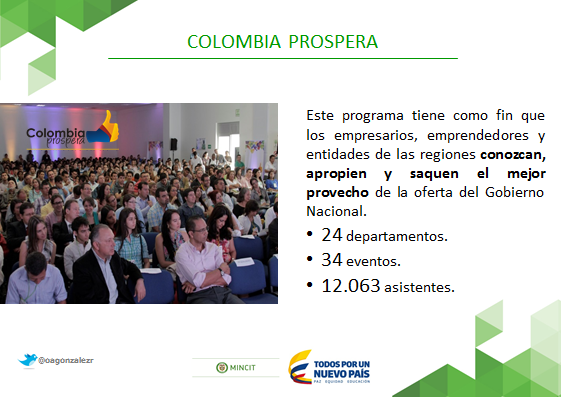 COLOMBIA PROSPERA
Colombia
prospera
Este programa tiene como fin que
los empresarios, emprendedores y
entidades de las regiones conozcan,
apropien y saquen el mejor
provecho de la oferta del Gobierno
Nacional.
• 24 departamentos.
• 34 eventos.
• 12.063 asistentes.
@oagonzalezr
MINCIT
TODOS POR UN
NUEVO PAÍS
PAZ EQUIDAD EDUCACIÓN